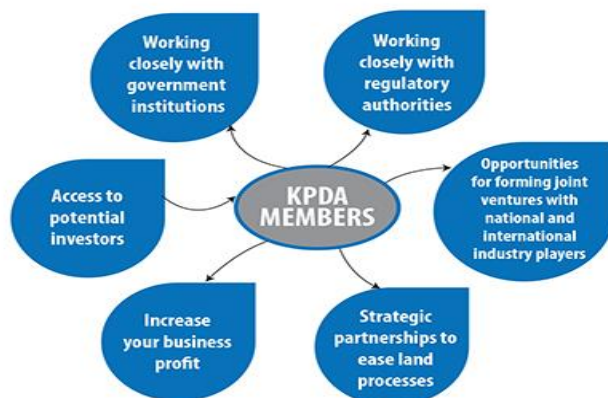 Working
closely with
government
institutions
Working
closely with
regulatory
authorities
Access to
potential
investors
KPDA
MEMBERS
Opportunities
for forming joint
ventures with
national and
international
industry players
Increase
your business
profit
Strategic
partnerships to
ease land
processes